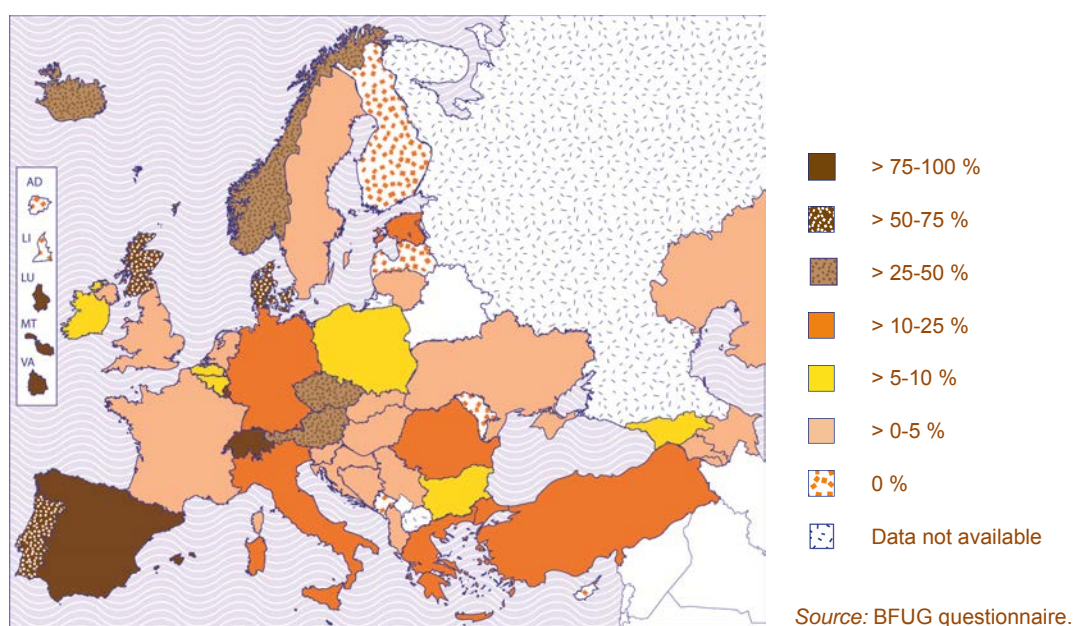 AD
LI
LU
MT
VA
> 75-100 %
> 50-75 %
> 25-50 %
> 10-25 %
> 5-10 %
> 0-5 %
0 %
Data not available
Source: BFUG questionnaire.